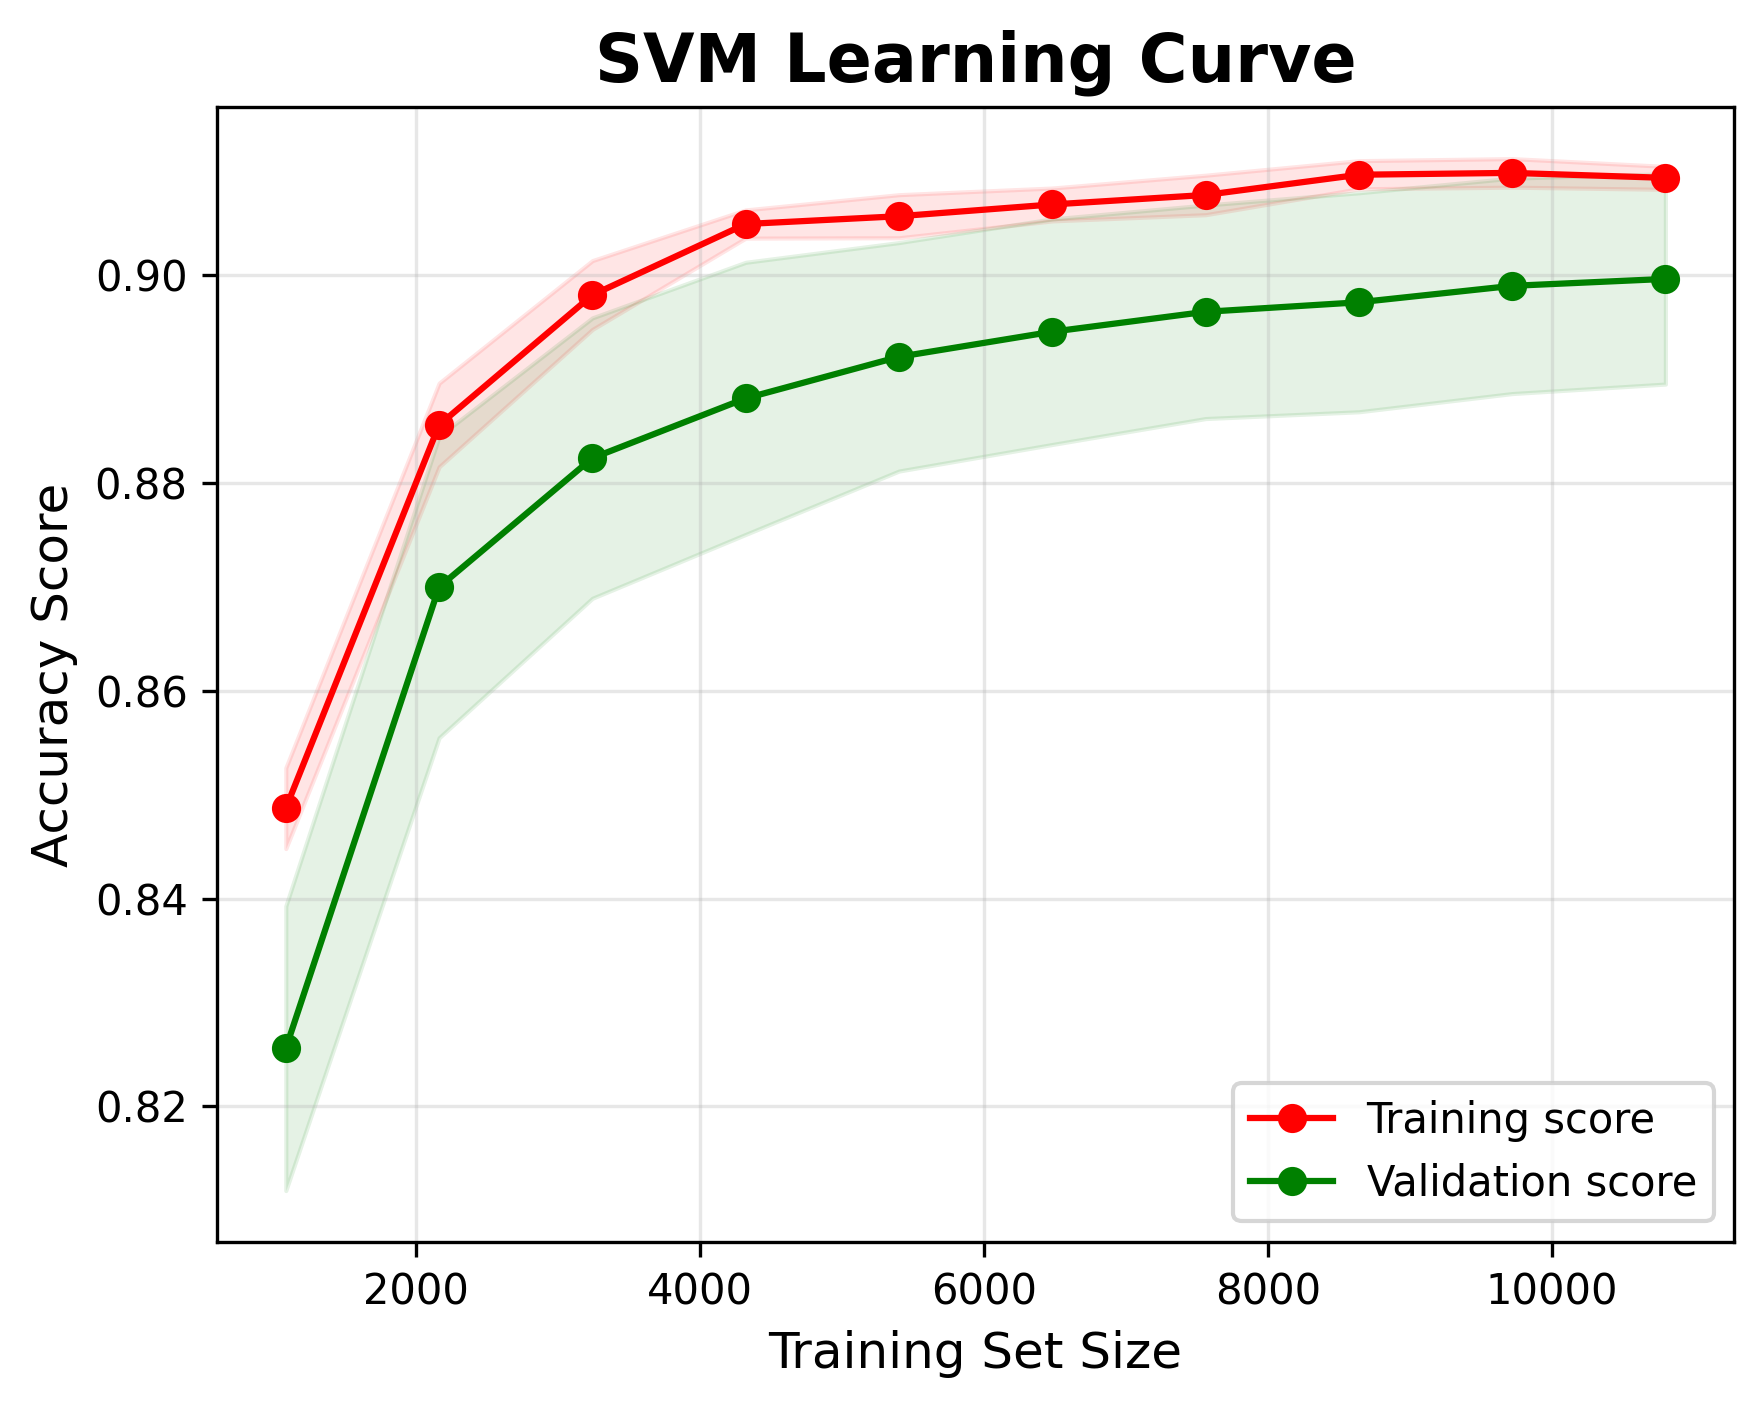 SVM Learning Curve
Accuracy Score
0.90
0.88
0.86
0.84
0.82
Training score
Validation score
2000 4000 6000 8000 10000
Training Set Size